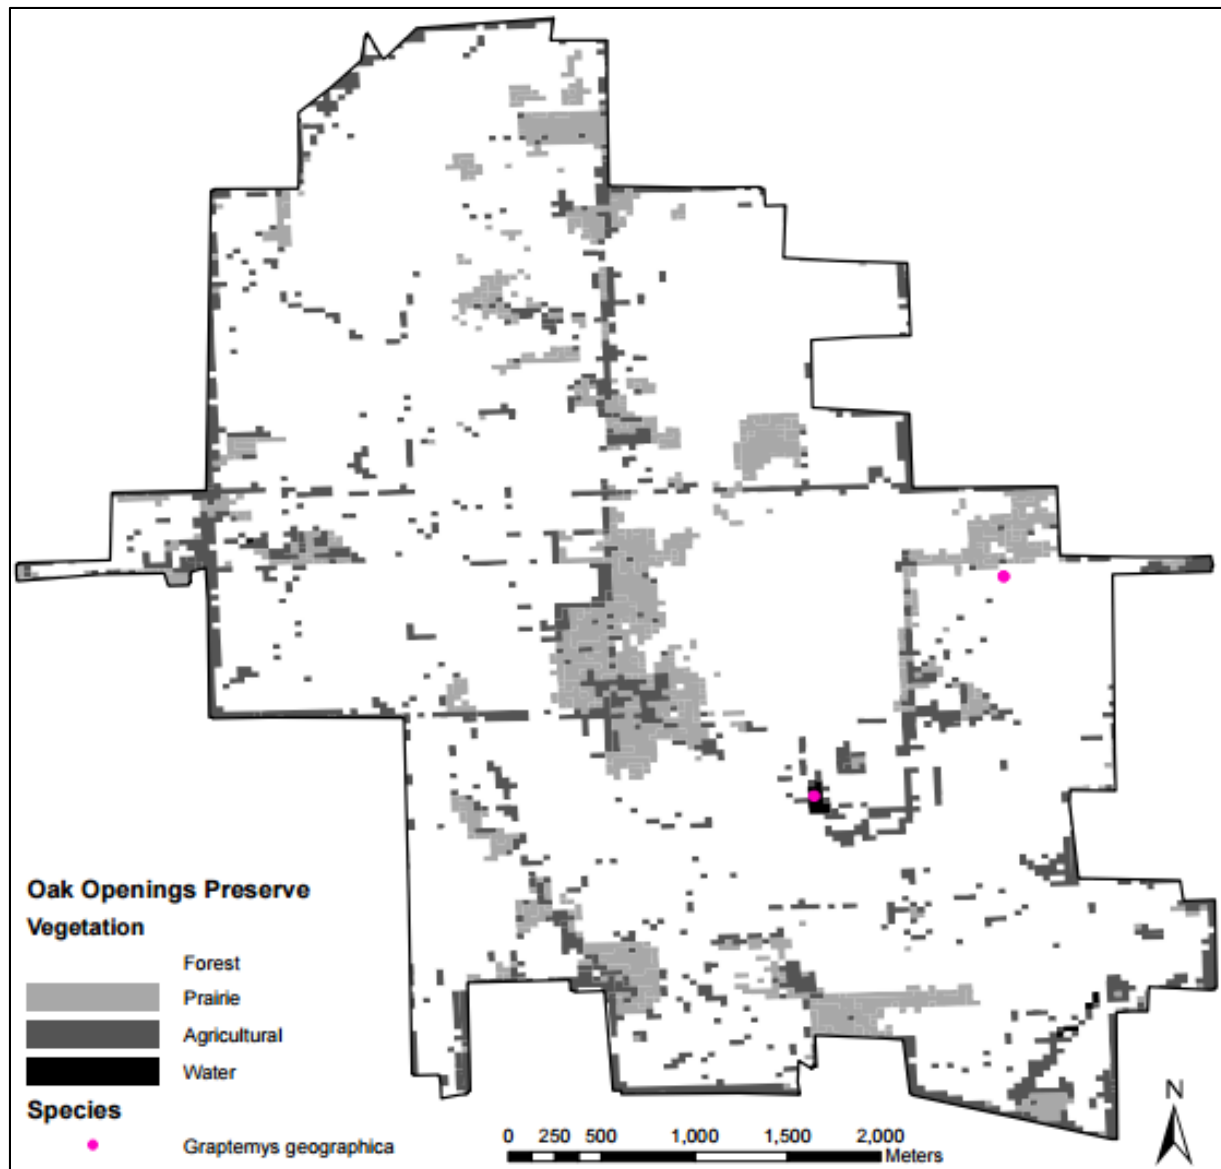 Oak Openings Preserve
Vegetation
Forest
Prairie
Agricultural
Water
Species
Graptemys geographica
0 250 500 1,000 1,500 2,000
Meters
N